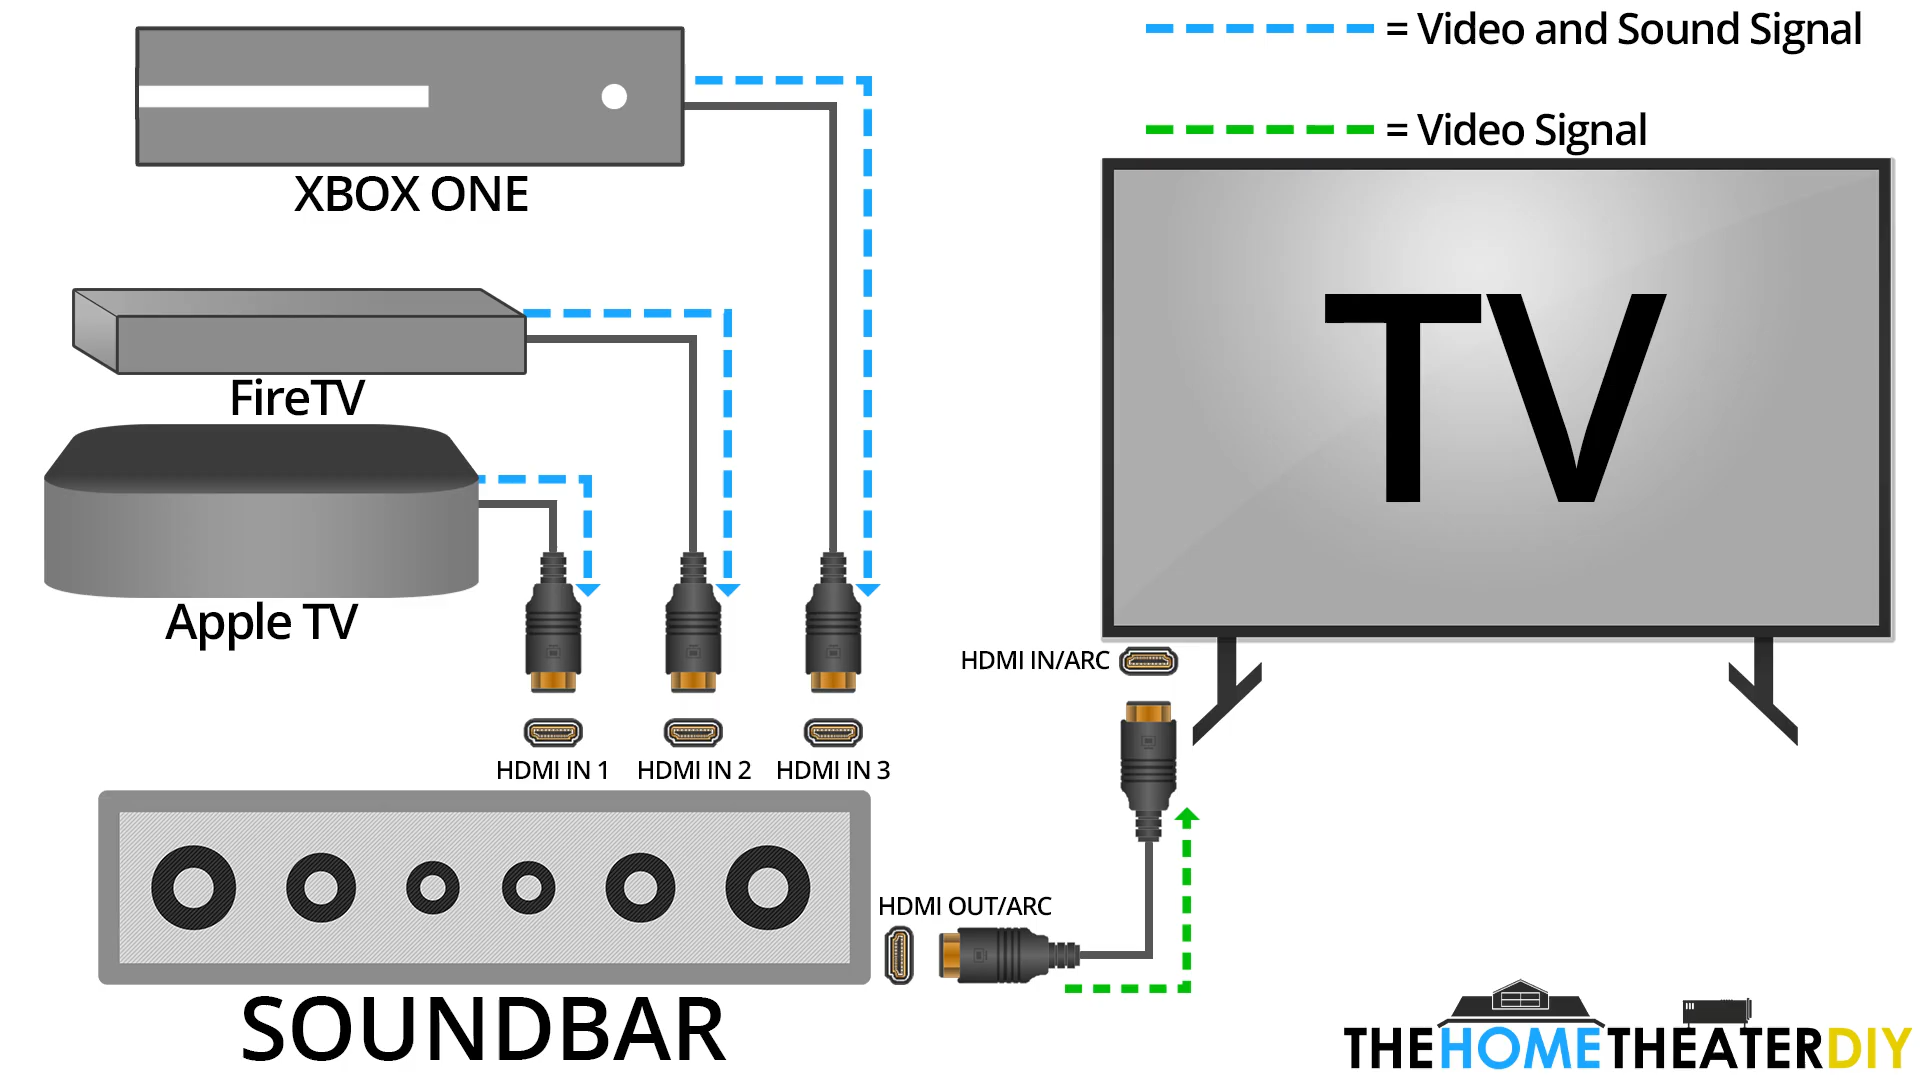 = Video and Sound Signal
= Video Signal
XBOX ONE
FireTV
Apple TV
TV
HDMI IN/ARC
HDMI IN 1
HDMI IN 2
HDMI IN 3
HDMI OUT/ARC
SOUNDBAR
THEHOMETHEATERDIY